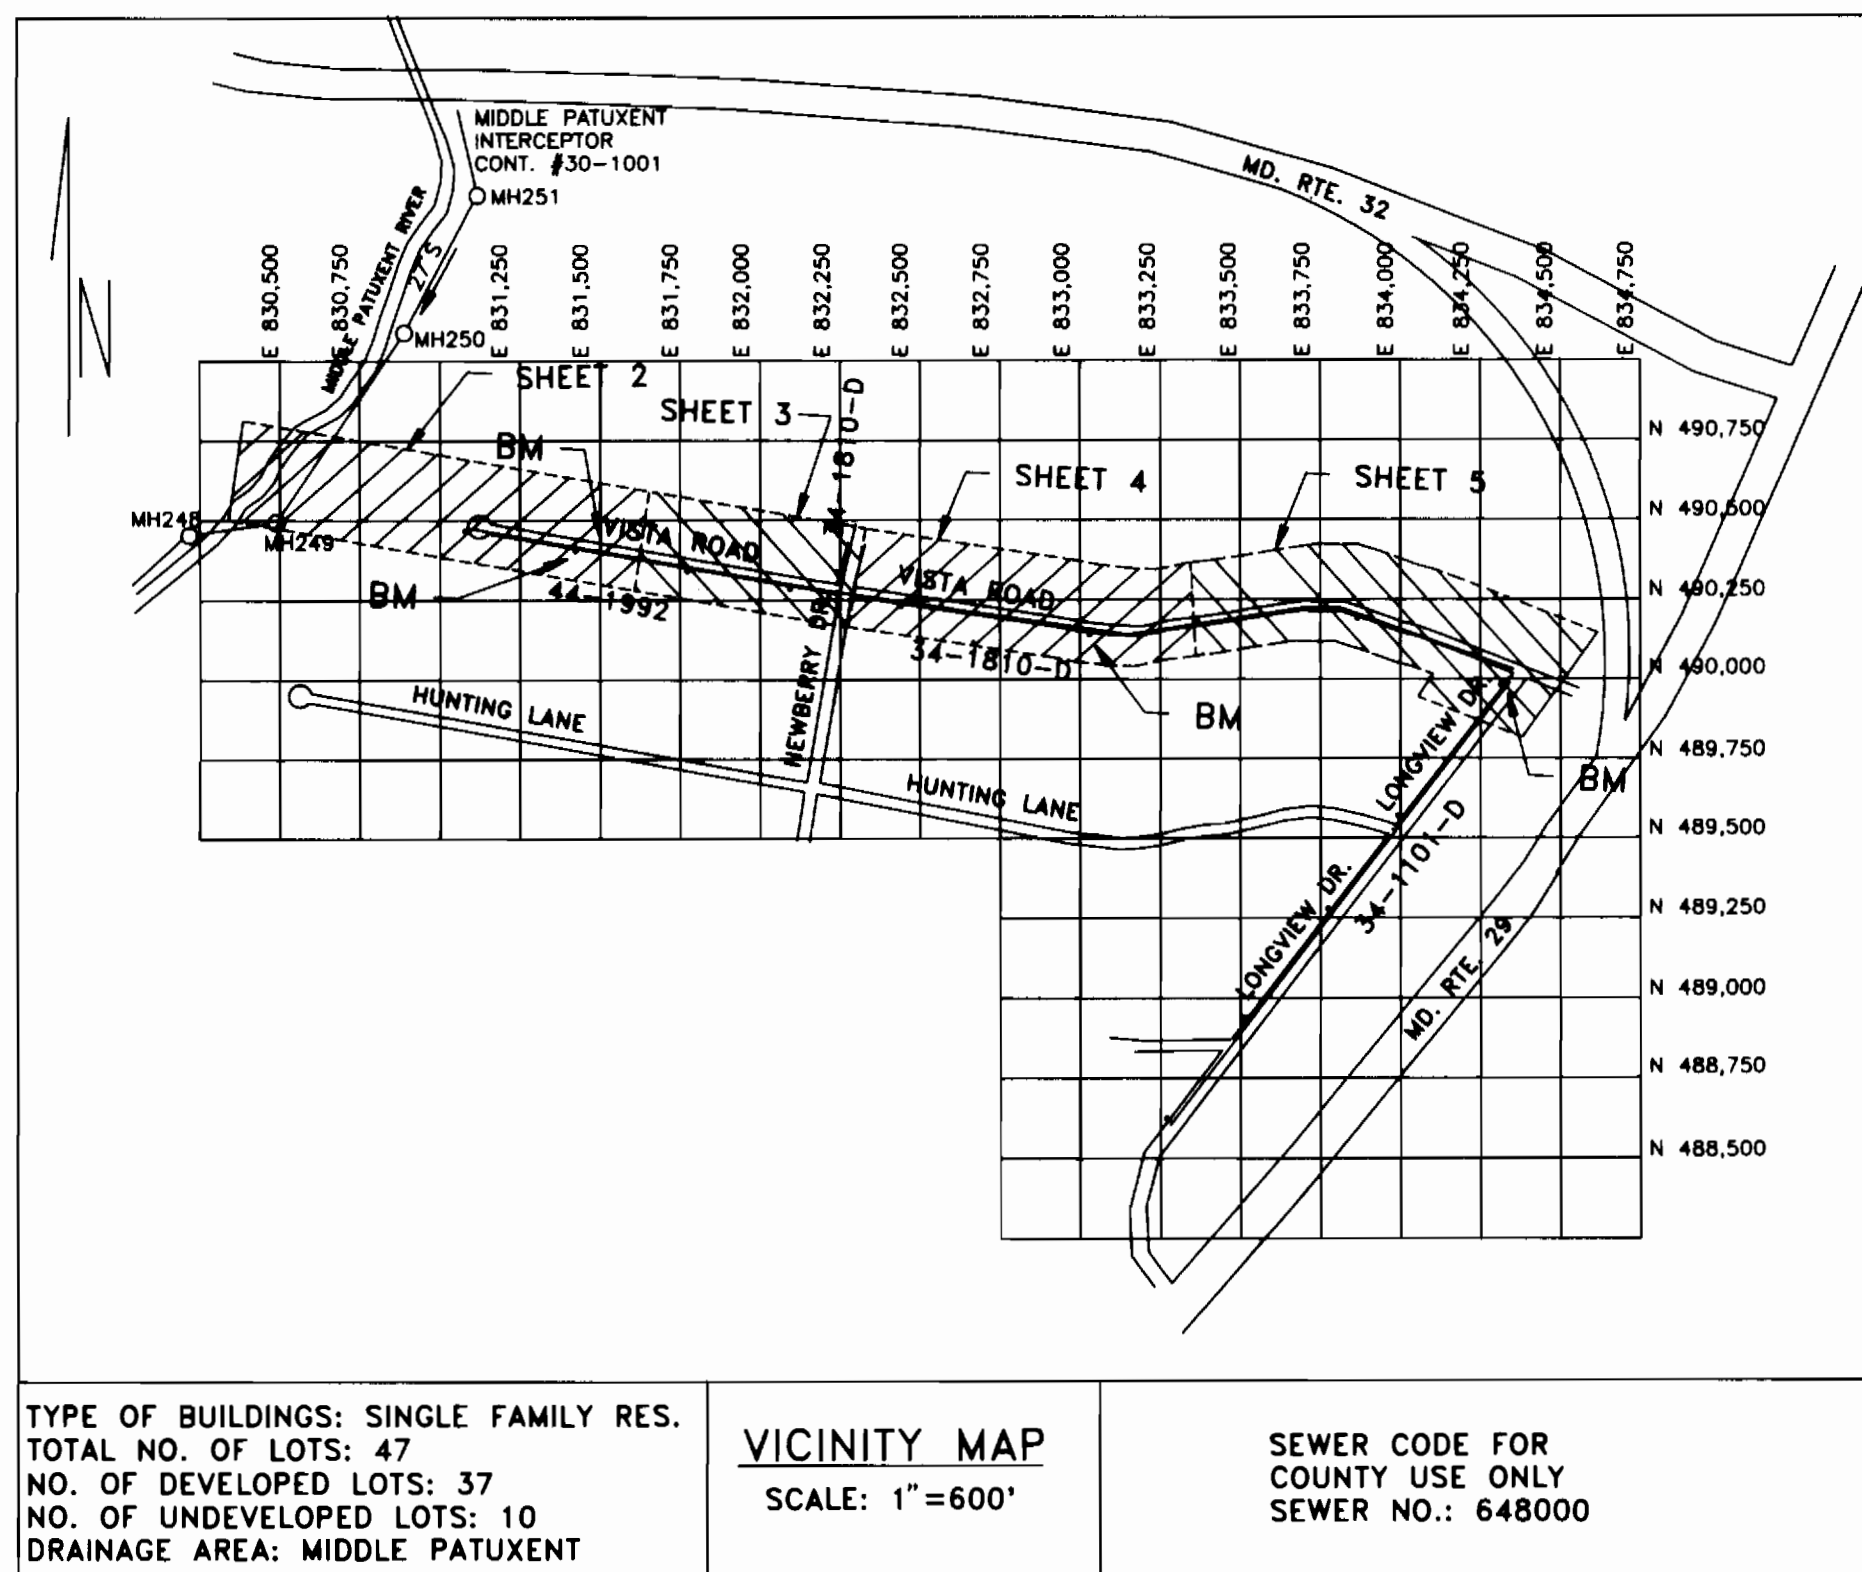 MIDDLE PATUXENT
INTERCEPTOR
CONT. #30-1001
MH251
MD. RTE. 32
MIDDLE PATUXENT RIVER
27"S
MH250
E 830,500
E 830,750
E 831,250
E 831,500
E 831,750
E 832,000
E 832,250
E 832,500
E 832,750
E 833,000
E 833,250
E 833,500
E 833,750
E 834,000
E 834,250
E 834,500
E 834,750
N
SHEET 2
SHEET 3
34-1810-D
SHEET 4
SHEET 5
BM
N 490,750
N 490,500
N 490,250
N 490,000
N 489,750
N 489,500
N 489,250
N 489,000
N 488,750
N 488,500
MH248
MH249
VISTA ROAD
VISTA ROAD
BM
44-1992
34-1810-D
NEWBERRY DR.
HUNTING LANE
HUNTING LANE
BM
BM
LONGVIEW DR.
LONGVIEW DR.
34-1101-D
MD. RTE. 29
TYPE OF BUILDINGS: SINGLE FAMILY RES.
TOTAL NO. OF LOTS: 47
NO. OF DEVELOPED LOTS: 37
NO. OF UNDEVELOPED LOTS: 10
DRAINAGE AREA: MIDDLE PATUXENT
VICINITY MAP
SCALE: 1"=600'
SEWER CODE FOR
COUNTY USE ONLY
SEWER NO.: 648000